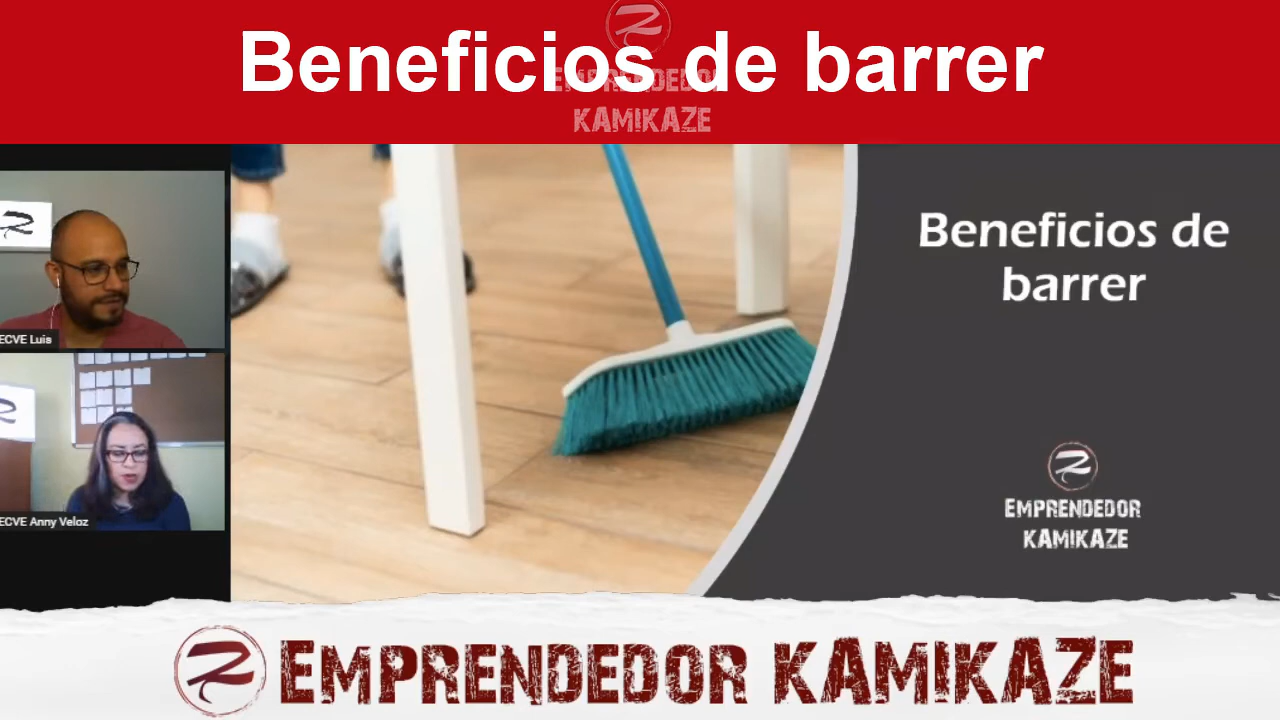 Beneficios de barrer
EMPRENDEDOR
KAMIKAZE
ECVE Luis
ECVE Anny Veloz
Beneficios de
barrer
EMPRENDEDOR
KAMIKAZE
EMPRENDEDOR KAMIKAZE